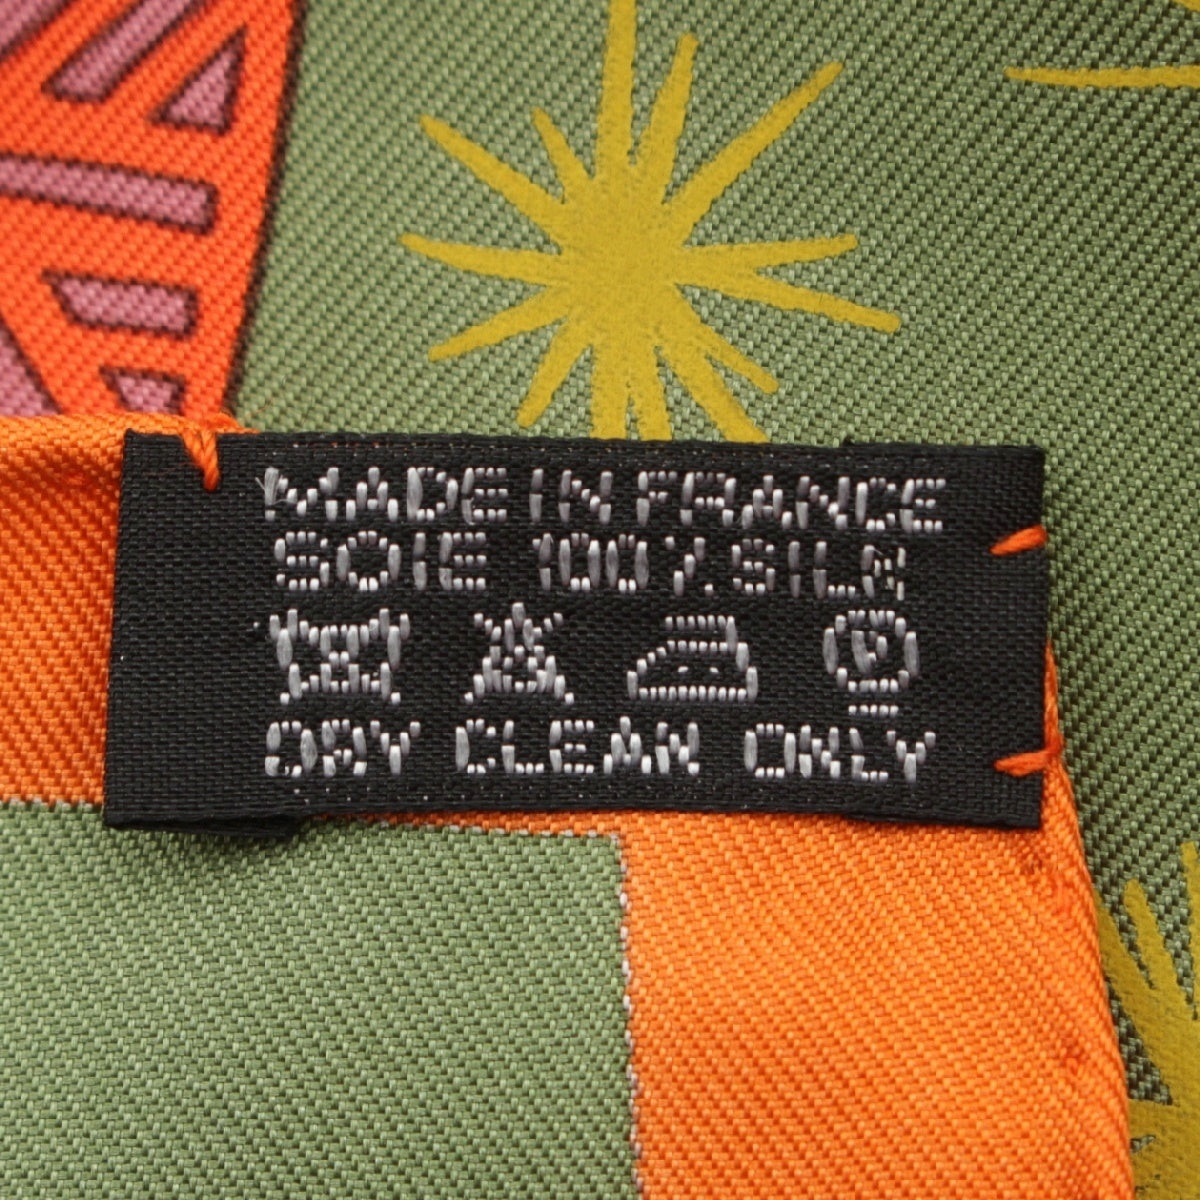 MADE IN FRANCE
SOIE 100% SILK
P
DRY CLEAN ONLY